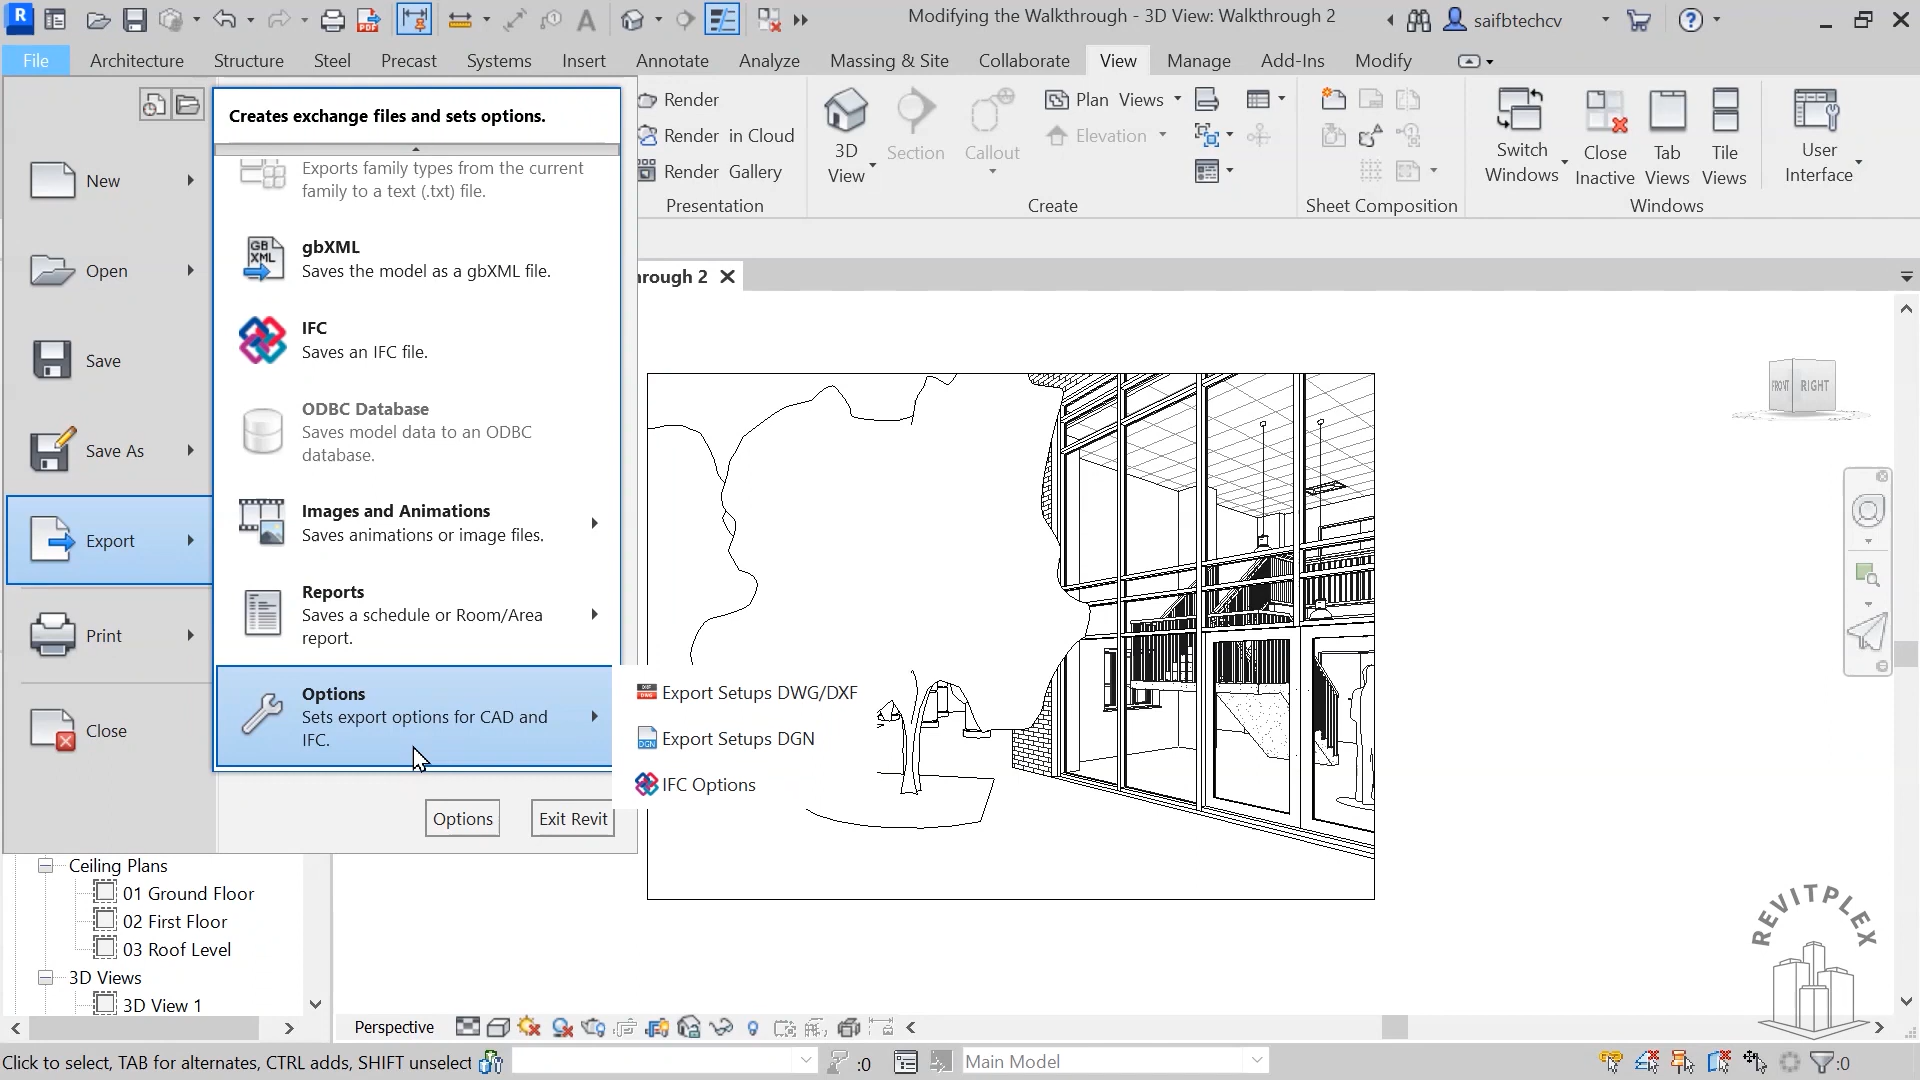 Modifying the Walkthrough - 3D View: Walkthrough 2
saifbtechcv
File
Architecture
Structure
Steel
Precast
Systems
Insert
Annotate
Analyze
Massing & Site
Collaborate
View
Manage
Add-Ins
Modify
Creates exchange files and sets options.
Exports family types from the current
family to a text (.txt) file.
gbXML
Saves the model as a gbXML file.
IFC
Saves an IFC file.
ODBC Database
Saves model data to an ODBC
database.
Images and Animations
Saves animations or image files.
Reports
Saves a schedule or Room/Area
report.
Options
Sets export options for CAD and
IFC.
New
Open
Save
Save As
Export
Print
Close
Options
Exit Revit
Export Setups DWG/DXF
Export Setups DGN
IFC Options
Render
Render in Cloud
Render Gallery
Presentation
3D
View
Section
Callout
Plan Views
Elevation
Create
Sheet Composition
Switch
Windows
Close
Inactive
Tab
Views
Tile
Views
Windows
User
Interface
hrough 2
FRONT
RIGHT
Ceiling Plans
01 Ground Floor
02 First Floor
03 Roof Level
3D Views
3D View 1
Perspective
REVITPLEX
Click to select, TAB for alternates, CTRL adds, SHIFT unselect
:0
Main Model
:0